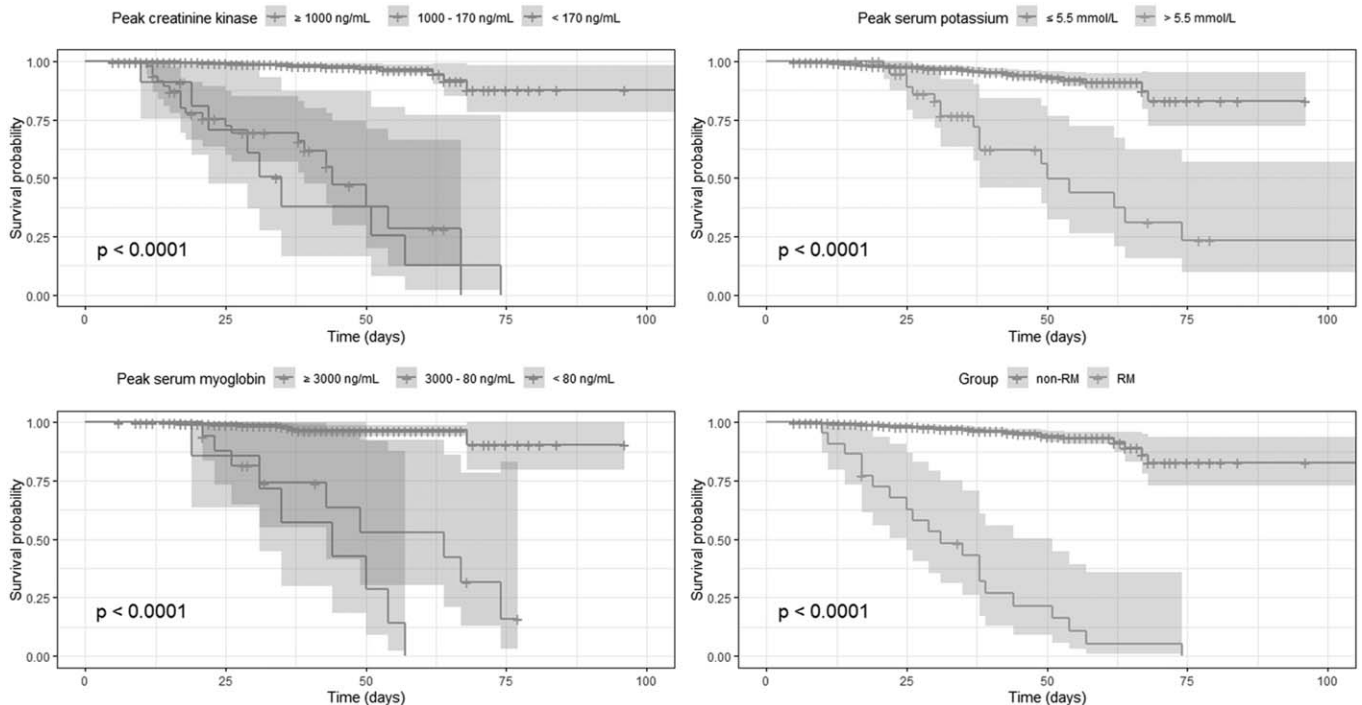 Peak creatinine kinase ≥ 1000 ng/mL 1000 - 170 ng/mL < 170 ng/mL
Survival probability
1.00
0.75
0.50
0.25
0.00
p < 0.0001
0 25 50 75 100
Time (days)
Peak serum potassium ≤ 5.5 mmol/L > 5.5 mmol/L
Survival probability
1.00
0.75
0.50
0.25
0.00
p < 0.0001
0 25 50 75 100
Time (days)
Peak serum myoglobin ≥ 3000 ng/mL 3000 - 80 ng/mL < 80 ng/mL
Survival probability
1.00
0.75
0.50
0.25
0.00
p < 0.0001
0 25 50 75 100
Time (days)
Group non-RM RM
Survival probability
1.00
0.75
0.50
0.25
0.00
p < 0.0001
0 25 50 75 100
Time (days)